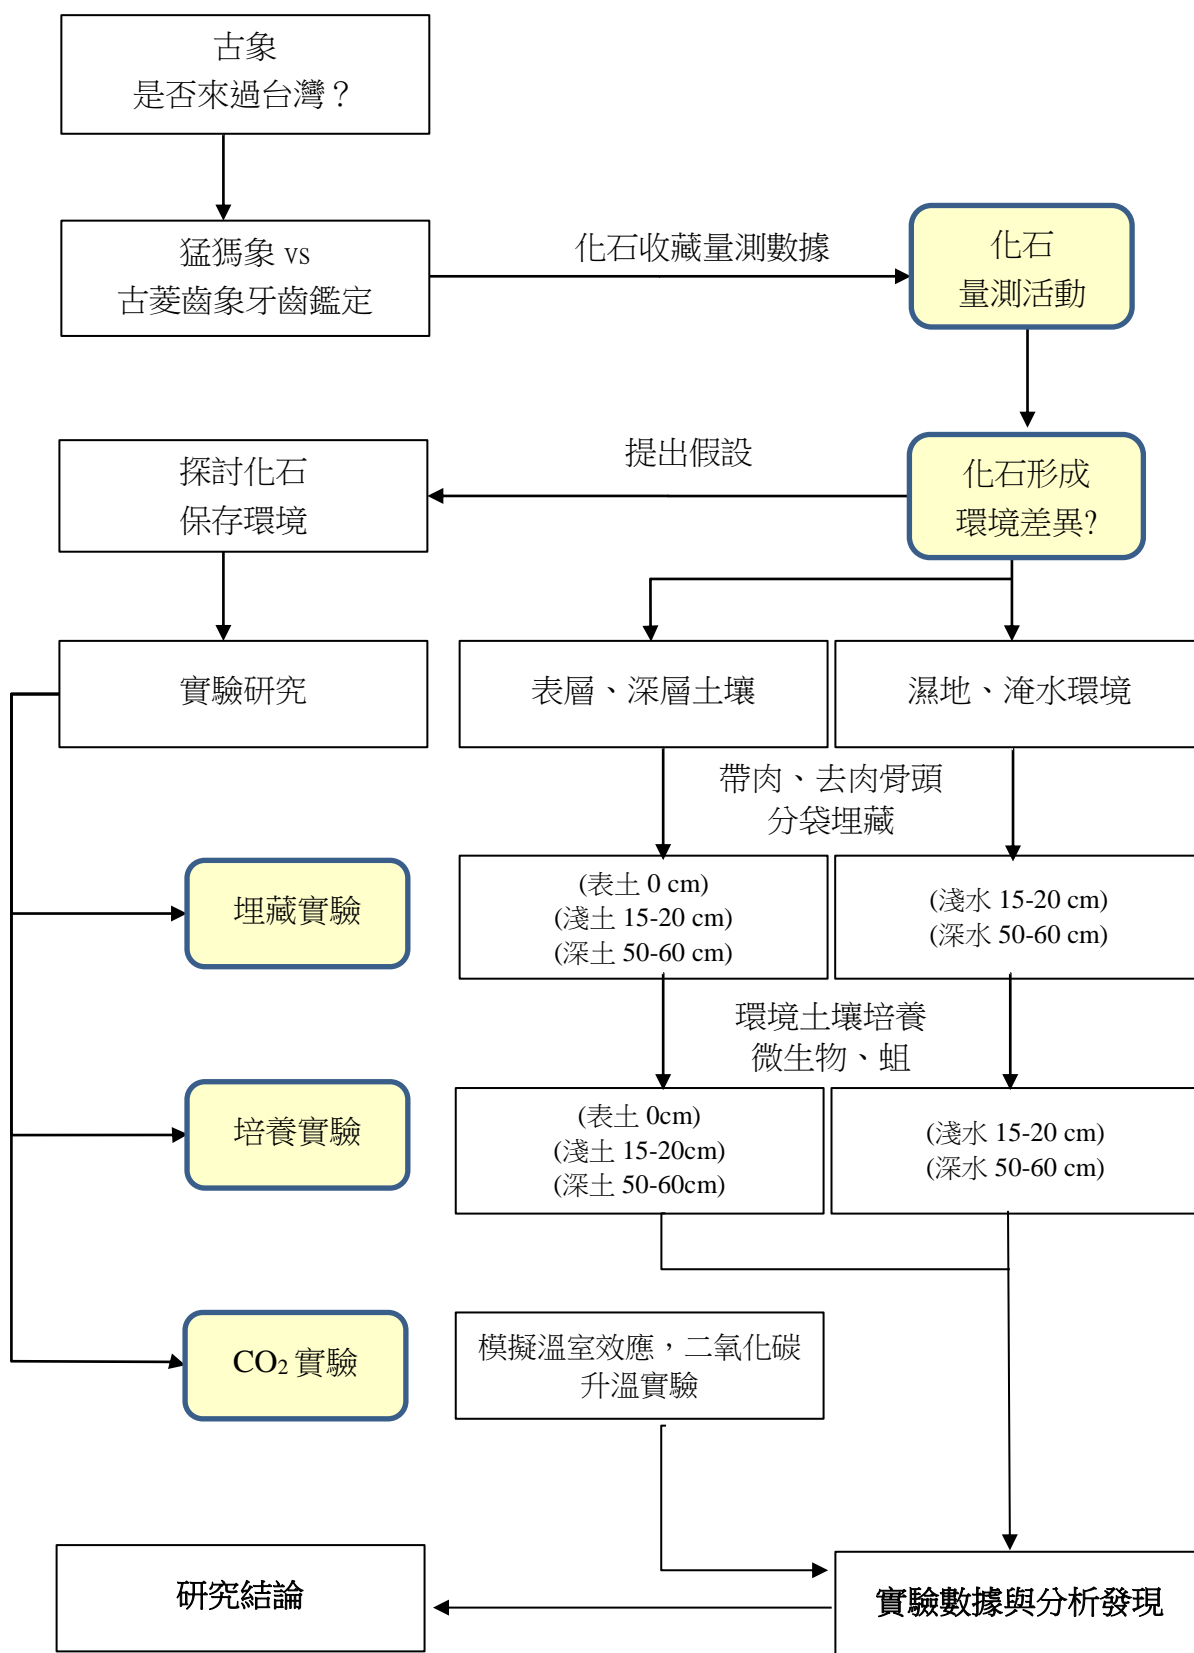 古象
是否來過台灣？
猛獁象 vs
古菱齒象牙齒鑑定
化石收藏量測數據
化石
量測活動
提出假設
探討化石
保存環境
化石形成
環境差異?
實驗研究
表層、深層土壤
濕地、淹水環境
帶肉、去肉骨頭
分袋埋藏
埋藏實驗
(表土 0 cm)
(淺土 15-20 cm)
(深土 50-60 cm)
(淺水 15-20 cm)
(深水 50-60 cm)
環境土壤培養
微生物、蛆
培養實驗
(表土 0cm)
(淺土 15-20cm)
(深土 50-60cm)
(淺水 15-20 cm)
(深水 50-60 cm)
CO₂ 實驗
模擬溫室效應，二氧化碳
升溫實驗
研究結論
實驗數據與分析發現